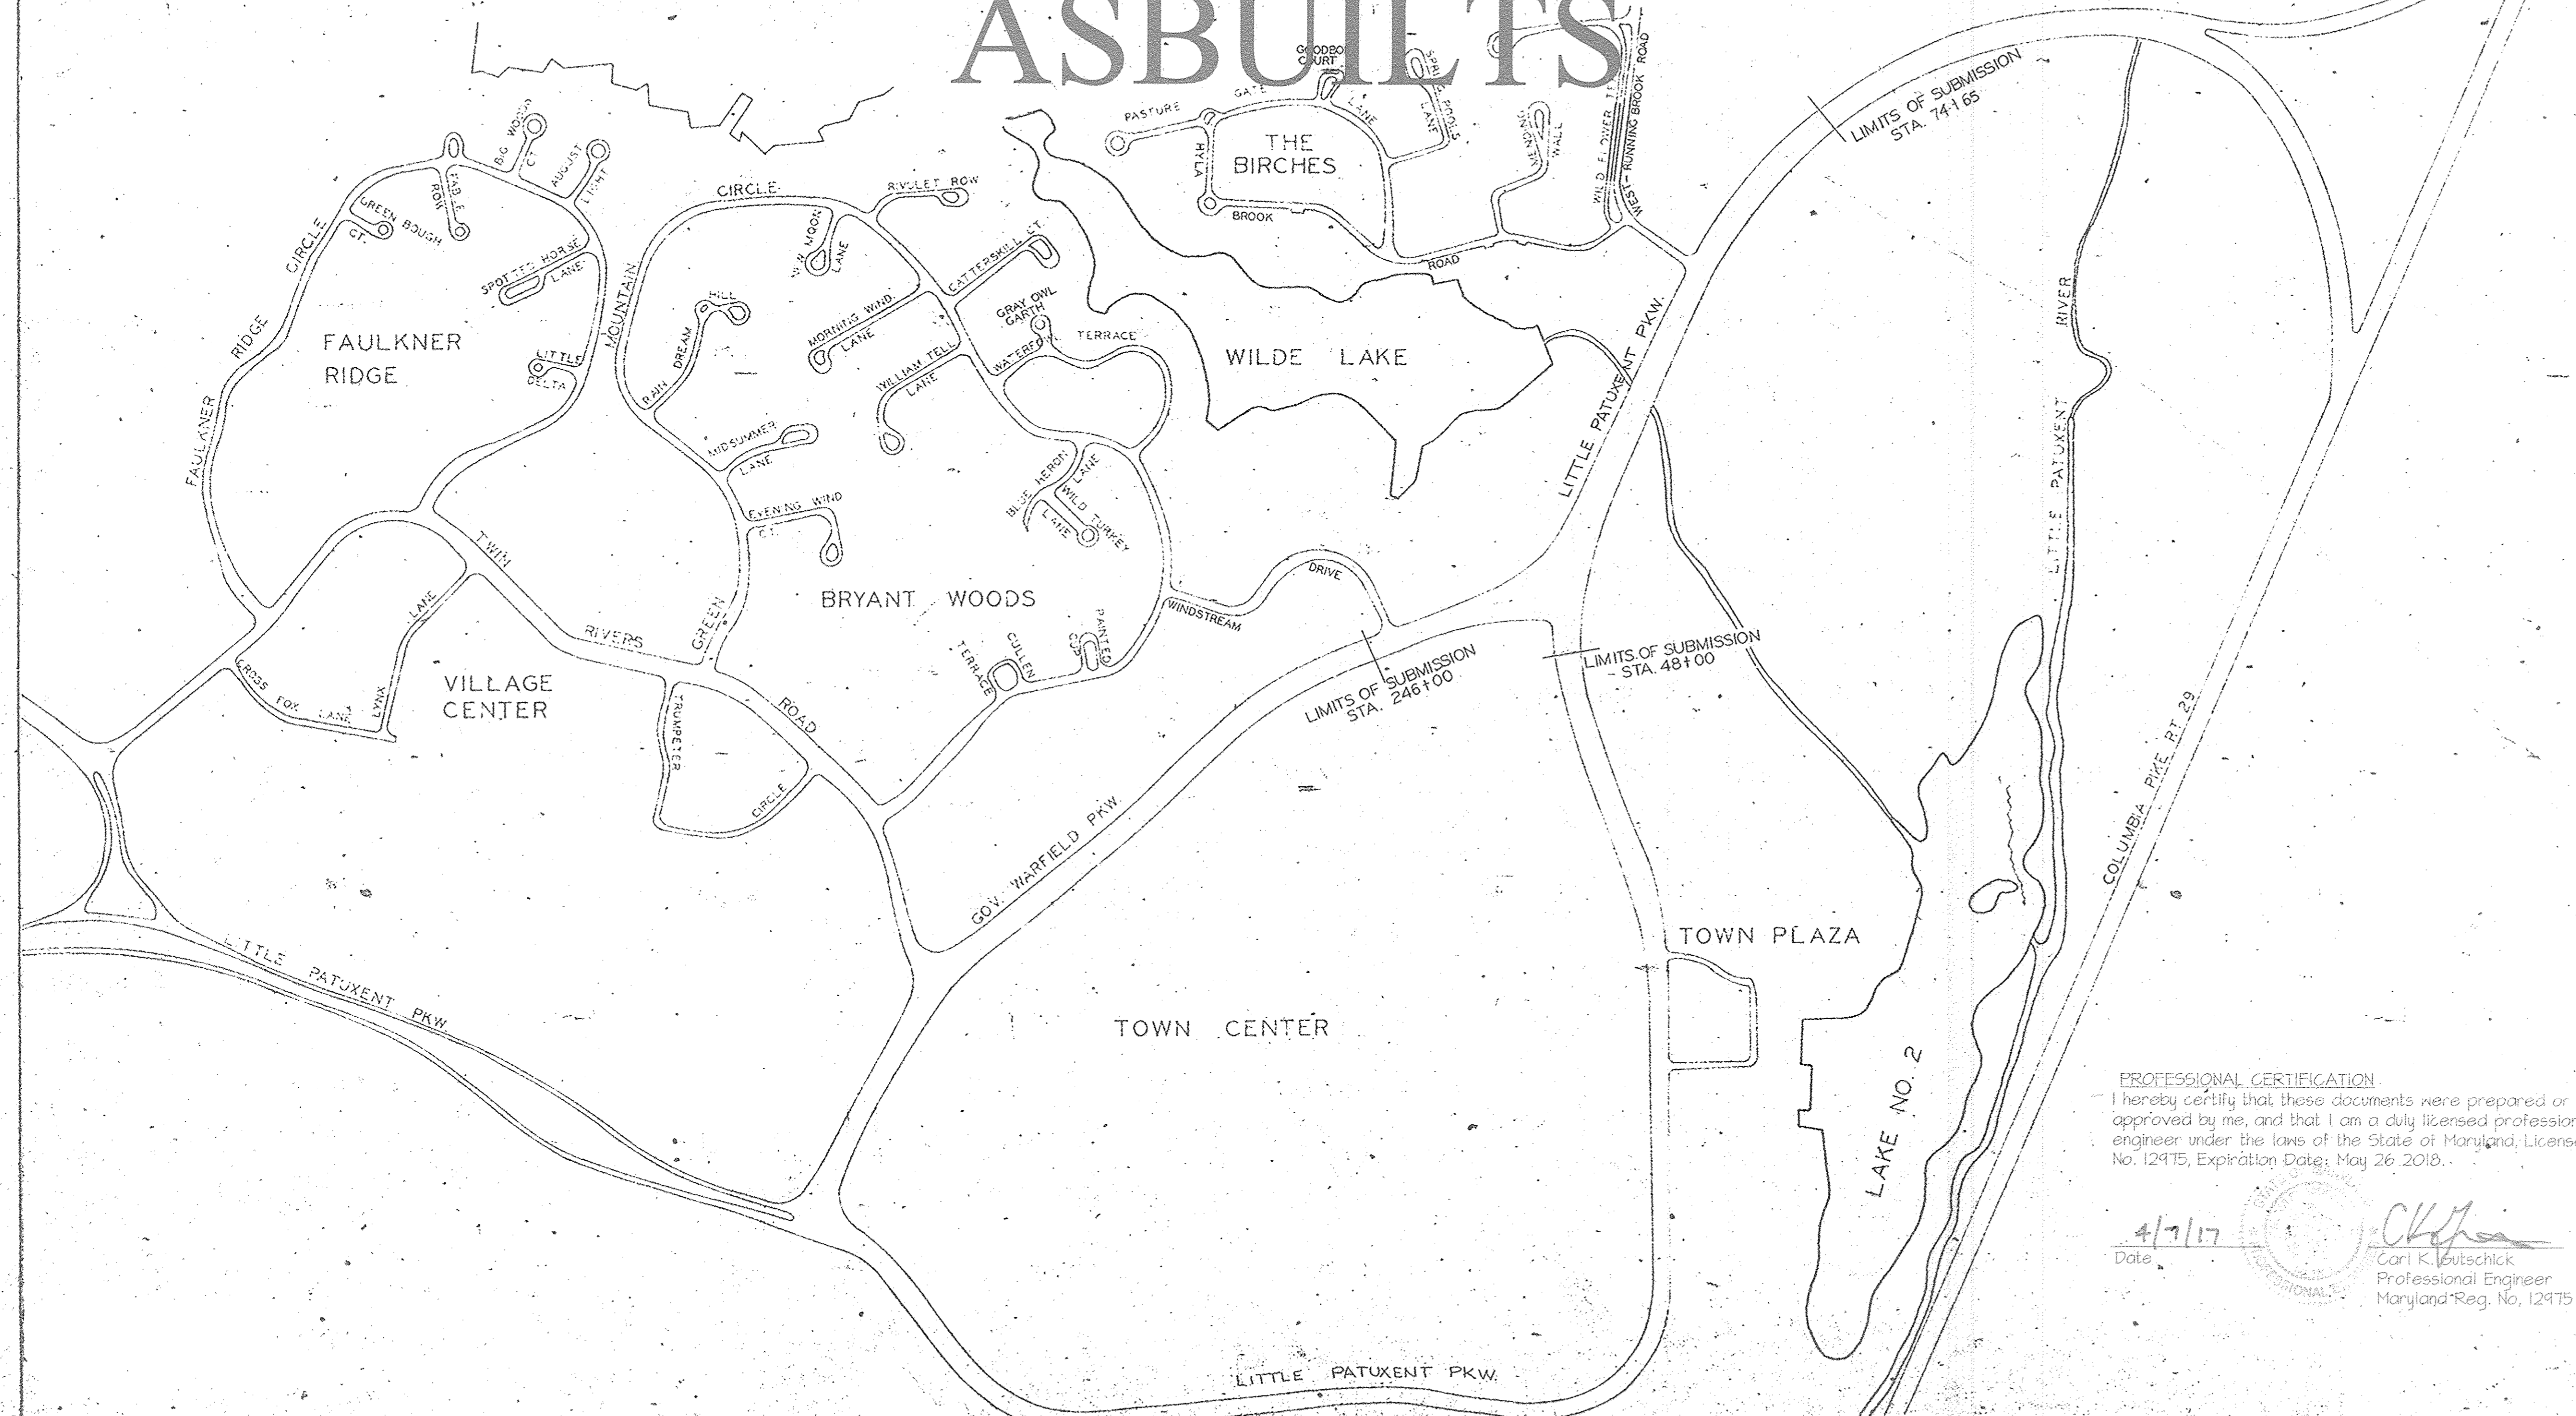 ASBUILTS
COURT
PASTURE
GATE
LANE
THE
BIRCHES
HYLA
BROOK
ROAD
LANE
MENDING
WALL
WEST-RUNNING BROOK ROAD
LIMITS OF SUBMISSION
STA. 74+65
BIG WOODS
CT
AUGUST
LIGHT
FABLE
ROW
GREEN BOUGH
CT.
SPOTTED HORSE
LANE
LITTLE
DELTA
FAULKNER RIDGE CIRCLE
FAULKNER
RIDGE
GREEN MOUNTAIN CIRCLE
RIVULET ROW
NEW MOON
LANE
CATTERSKILL CT.
RAIN DREAM HILL
MORNING WIND
LANE
GRAY OWL
GARTH
WATERFOWL TERRACE
WILLIAM TELL
LANE
MIDSUMMER
LANE
EVENING WIND
CT.
BLUE HERON
LANE
WILD TURKEY
LANE
WILDE LAKE
LITTLE PATUXENT PKW.
LITTLE PATUXENT RIVER
BRYANT WOODS
WINDSTREAM DRIVE
TWIN RIVERS ROAD
LYNX LANE
CROSS FOX LANE
VILLAGE
CENTER
TRUMPETER
CIRCLE
TERRACE
CULLEN
PAINTED
LIMITS OF SUBMISSION
STA. 246+00
LIMITS OF SUBMISSION
STA. 48+00
GOV. WARFIELD PKW.
COLUMBIA PIKE RT. 29
TOWN PLAZA
LITTLE PATUXENT PKW.
TOWN CENTER
LAKE NO. 2
LITTLE PATUXENT PKW.
PROFESSIONAL CERTIFICATION
I hereby certify that these documents were prepared or
approved by me, and that I am a duly licensed profession
engineer under the laws of the State of Maryland, License
No. 12975, Expiration Date: May 26 2018.
4/7/17
Date
Carl K. Gutschick
Professional Engineer
Maryland Reg. No. 12975